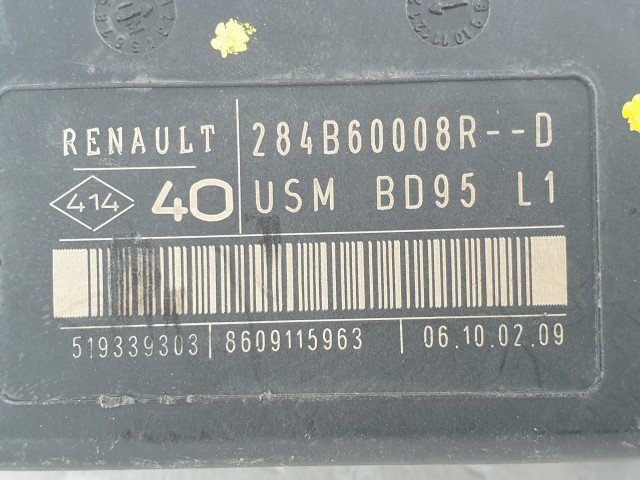 RENAULT 284B60008R--D
414 40 USM BD95 L1
519339303 8609115963 06.10.02.09